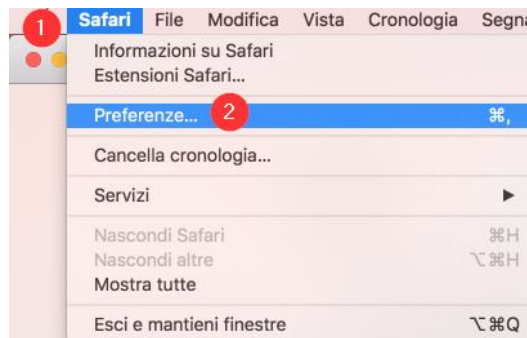 1 Safari File Modifica Vista Cronologia Segna
Informazioni su Safari
Estensioni Safari...
Preferenze... 2 ⌘,
Cancella cronologia...
Servizi ▶
Nascondi Safari ⌘H
Nascondi altre ⌥⌘H
Mostra tutte
Esci e mantieni finestre ⌥⌘Q